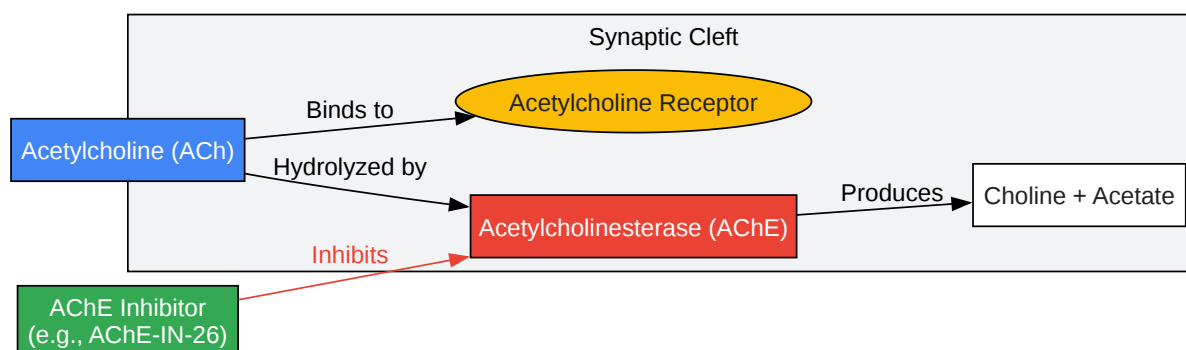 Synaptic Cleft
Acetylcholine Receptor
Binds to
Acetylcholine (ACh)
Hydrolyzed by
Produces
Choline + Acetate
Acetylcholinesterase (AChE)
Inhibits
AChE Inhibitor
(e.g., AChE-IN-26)